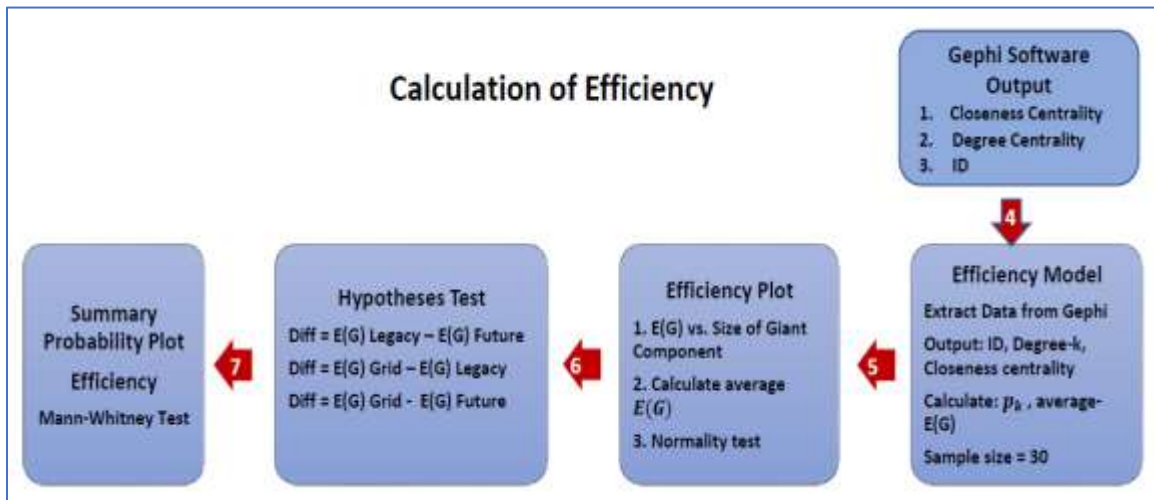 Calculation of Efficiency
Gephi Software
Output
1. Closeness Centrality
2. Degree Centrality
3. ID
4
Efficiency Model
Extract Data from Gephi
Output: ID, Degree-k,
Closeness centrality
Calculate: pₖ , average-
E(G)
Sample size = 30
5
Efficiency Plot
1. E(G) vs. Size of Giant
Component
2. Calculate average
E(G)
3. Normality test
6
Hypotheses Test
Diff = E(G) Legacy – E(G) Future
Diff = E(G) Grid – E(G) Legacy
Diff = E(G) Grid - E(G) Future
7
Summary
Probability Plot
Efficiency
Mann-Whitney Test